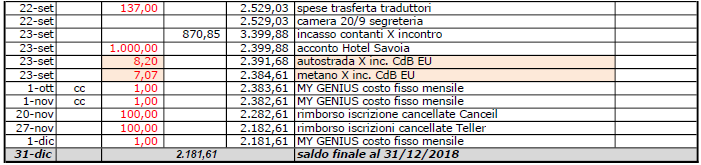 22-set 137,00 2.529,03 spese trasferta traduttori
22-set 2.529,03 camera 20/9 segreteria
23-set 870,85 3.399,88 incasso contanti X incontro
23-set 1.000,00 2.399,88 acconto Hotel Savoia
23-set 8,20 2.391,68 autostrada X inc. CdB EU
23-set 7,07 2.384,61 metano X inc. CdB EU
1-ott cc 1,00 2.383,61 MY GENIUS costo fisso mensile
1-nov cc 1,00 2.382,61 MY GENIUS costo fisso mensile
20-nov 100,00 2.282,61 rimborso iscrizione cancellate Canceil
27-nov 100,00 2.182,61 rimborso iscrizioni cancellate Teller
1-dic 1,00 2.181,61 MY GENIUS costo fisso mensile
31-dic 2.181,61 saldo finale al 31/12/2018